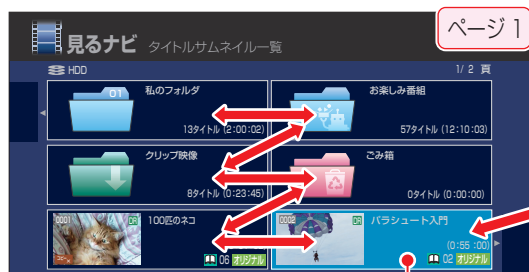 ページ1
見るナビ タイトルサムネイル一覧
HDD 1/ 2 頁
01 私のフォルダ
13タイトル (2:00:02)
お楽しみ番組
57タイトル (12:10:03)
クリップ映像
8タイトル (0:23:45)
ごみ箱
0タイトル (0:00:00)
0001 DR 100匹のネコ
06 オリジナル
0002 DR パラシュート入門
(0:55 :00)
02 オリジナル